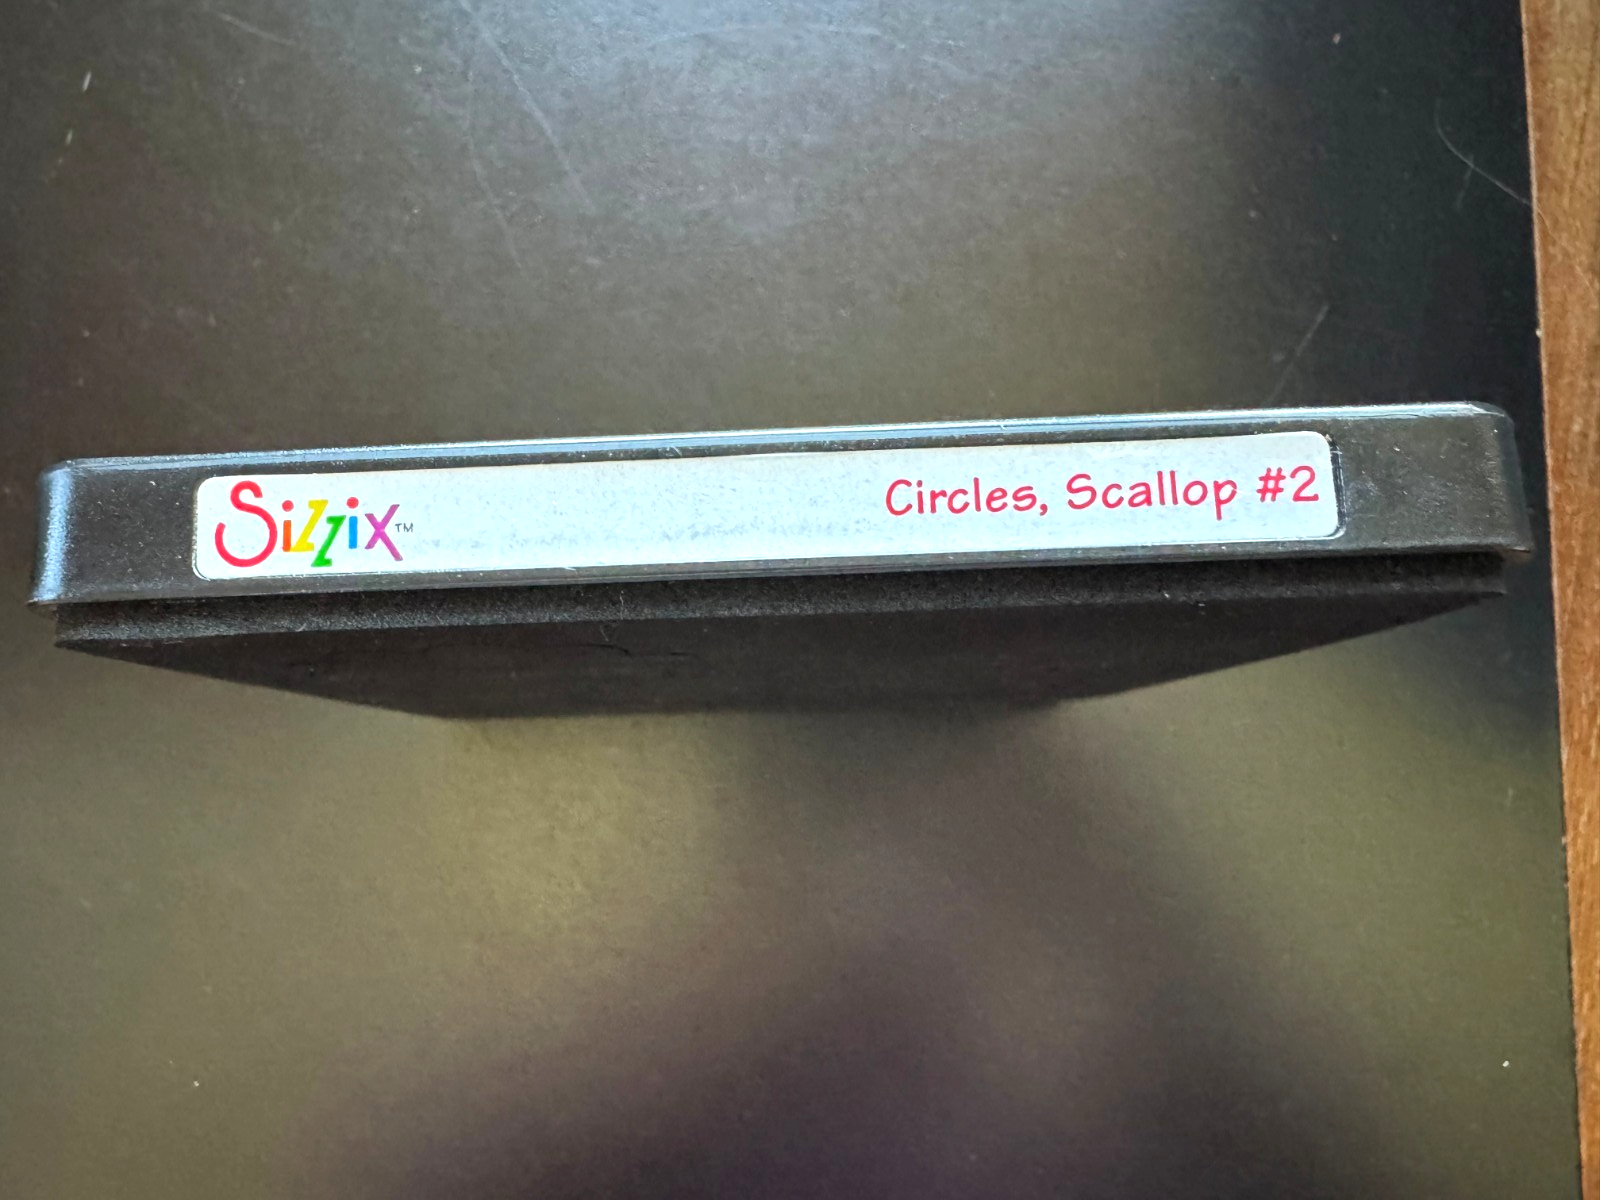 Sizzix™
Circles, Scallop #2